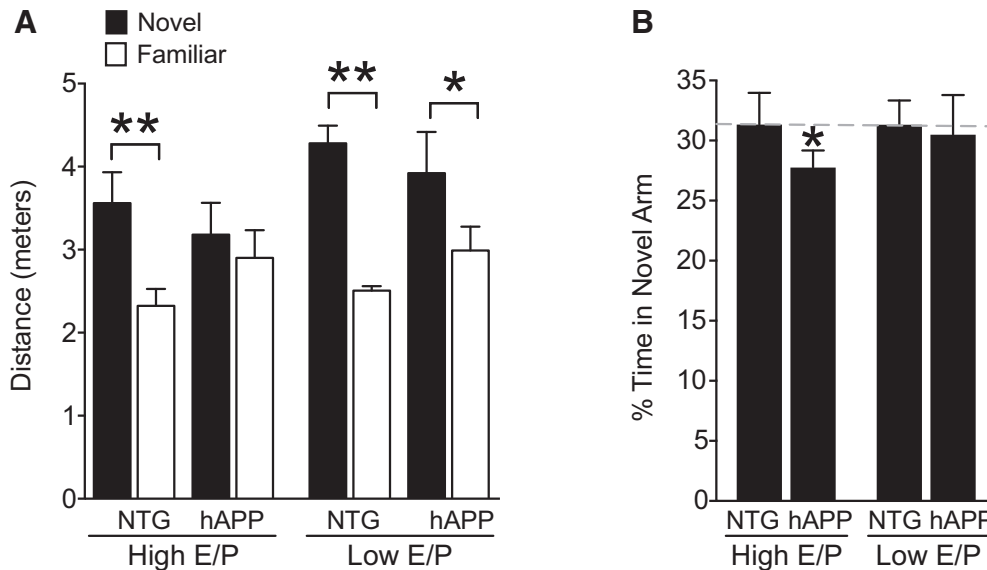 A
Novel
Familiar
Distance (meters)
5
4
3
2
1
0
**
**
*
NTG hAPP NTG hAPP
High E/P Low E/P
B
% Time in Novel Arm
35
30
25
20
15
10
5
0
*
NTG hAPP NTG hAPP
High E/P Low E/P